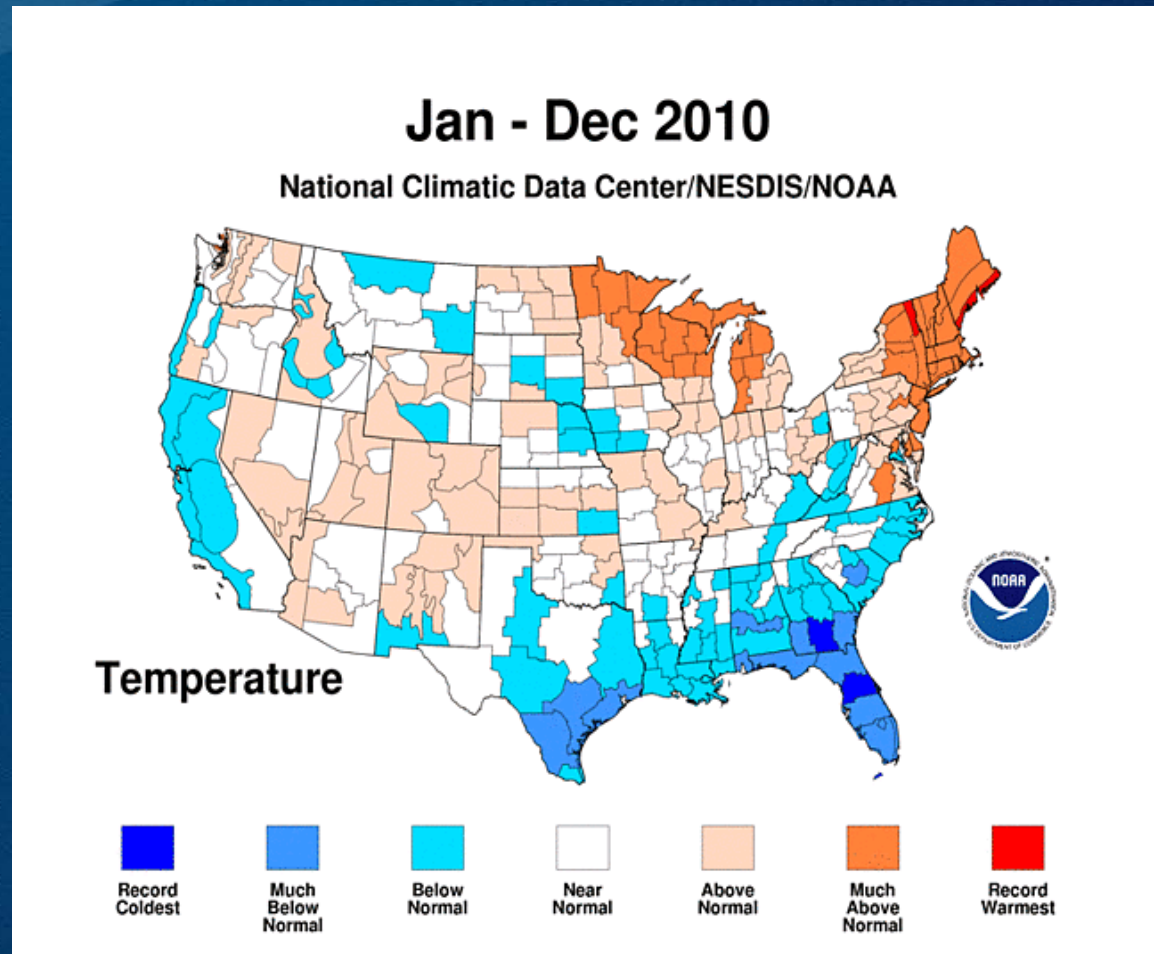 Jan - Dec 2010
National Climatic Data Center/NESDIS/NOAA
NOAA
Temperature
Record
Coldest
Much
Below
Normal
Below
Normal
Near
Normal
Above
Normal
Much
Above
Normal
Record
Warmest